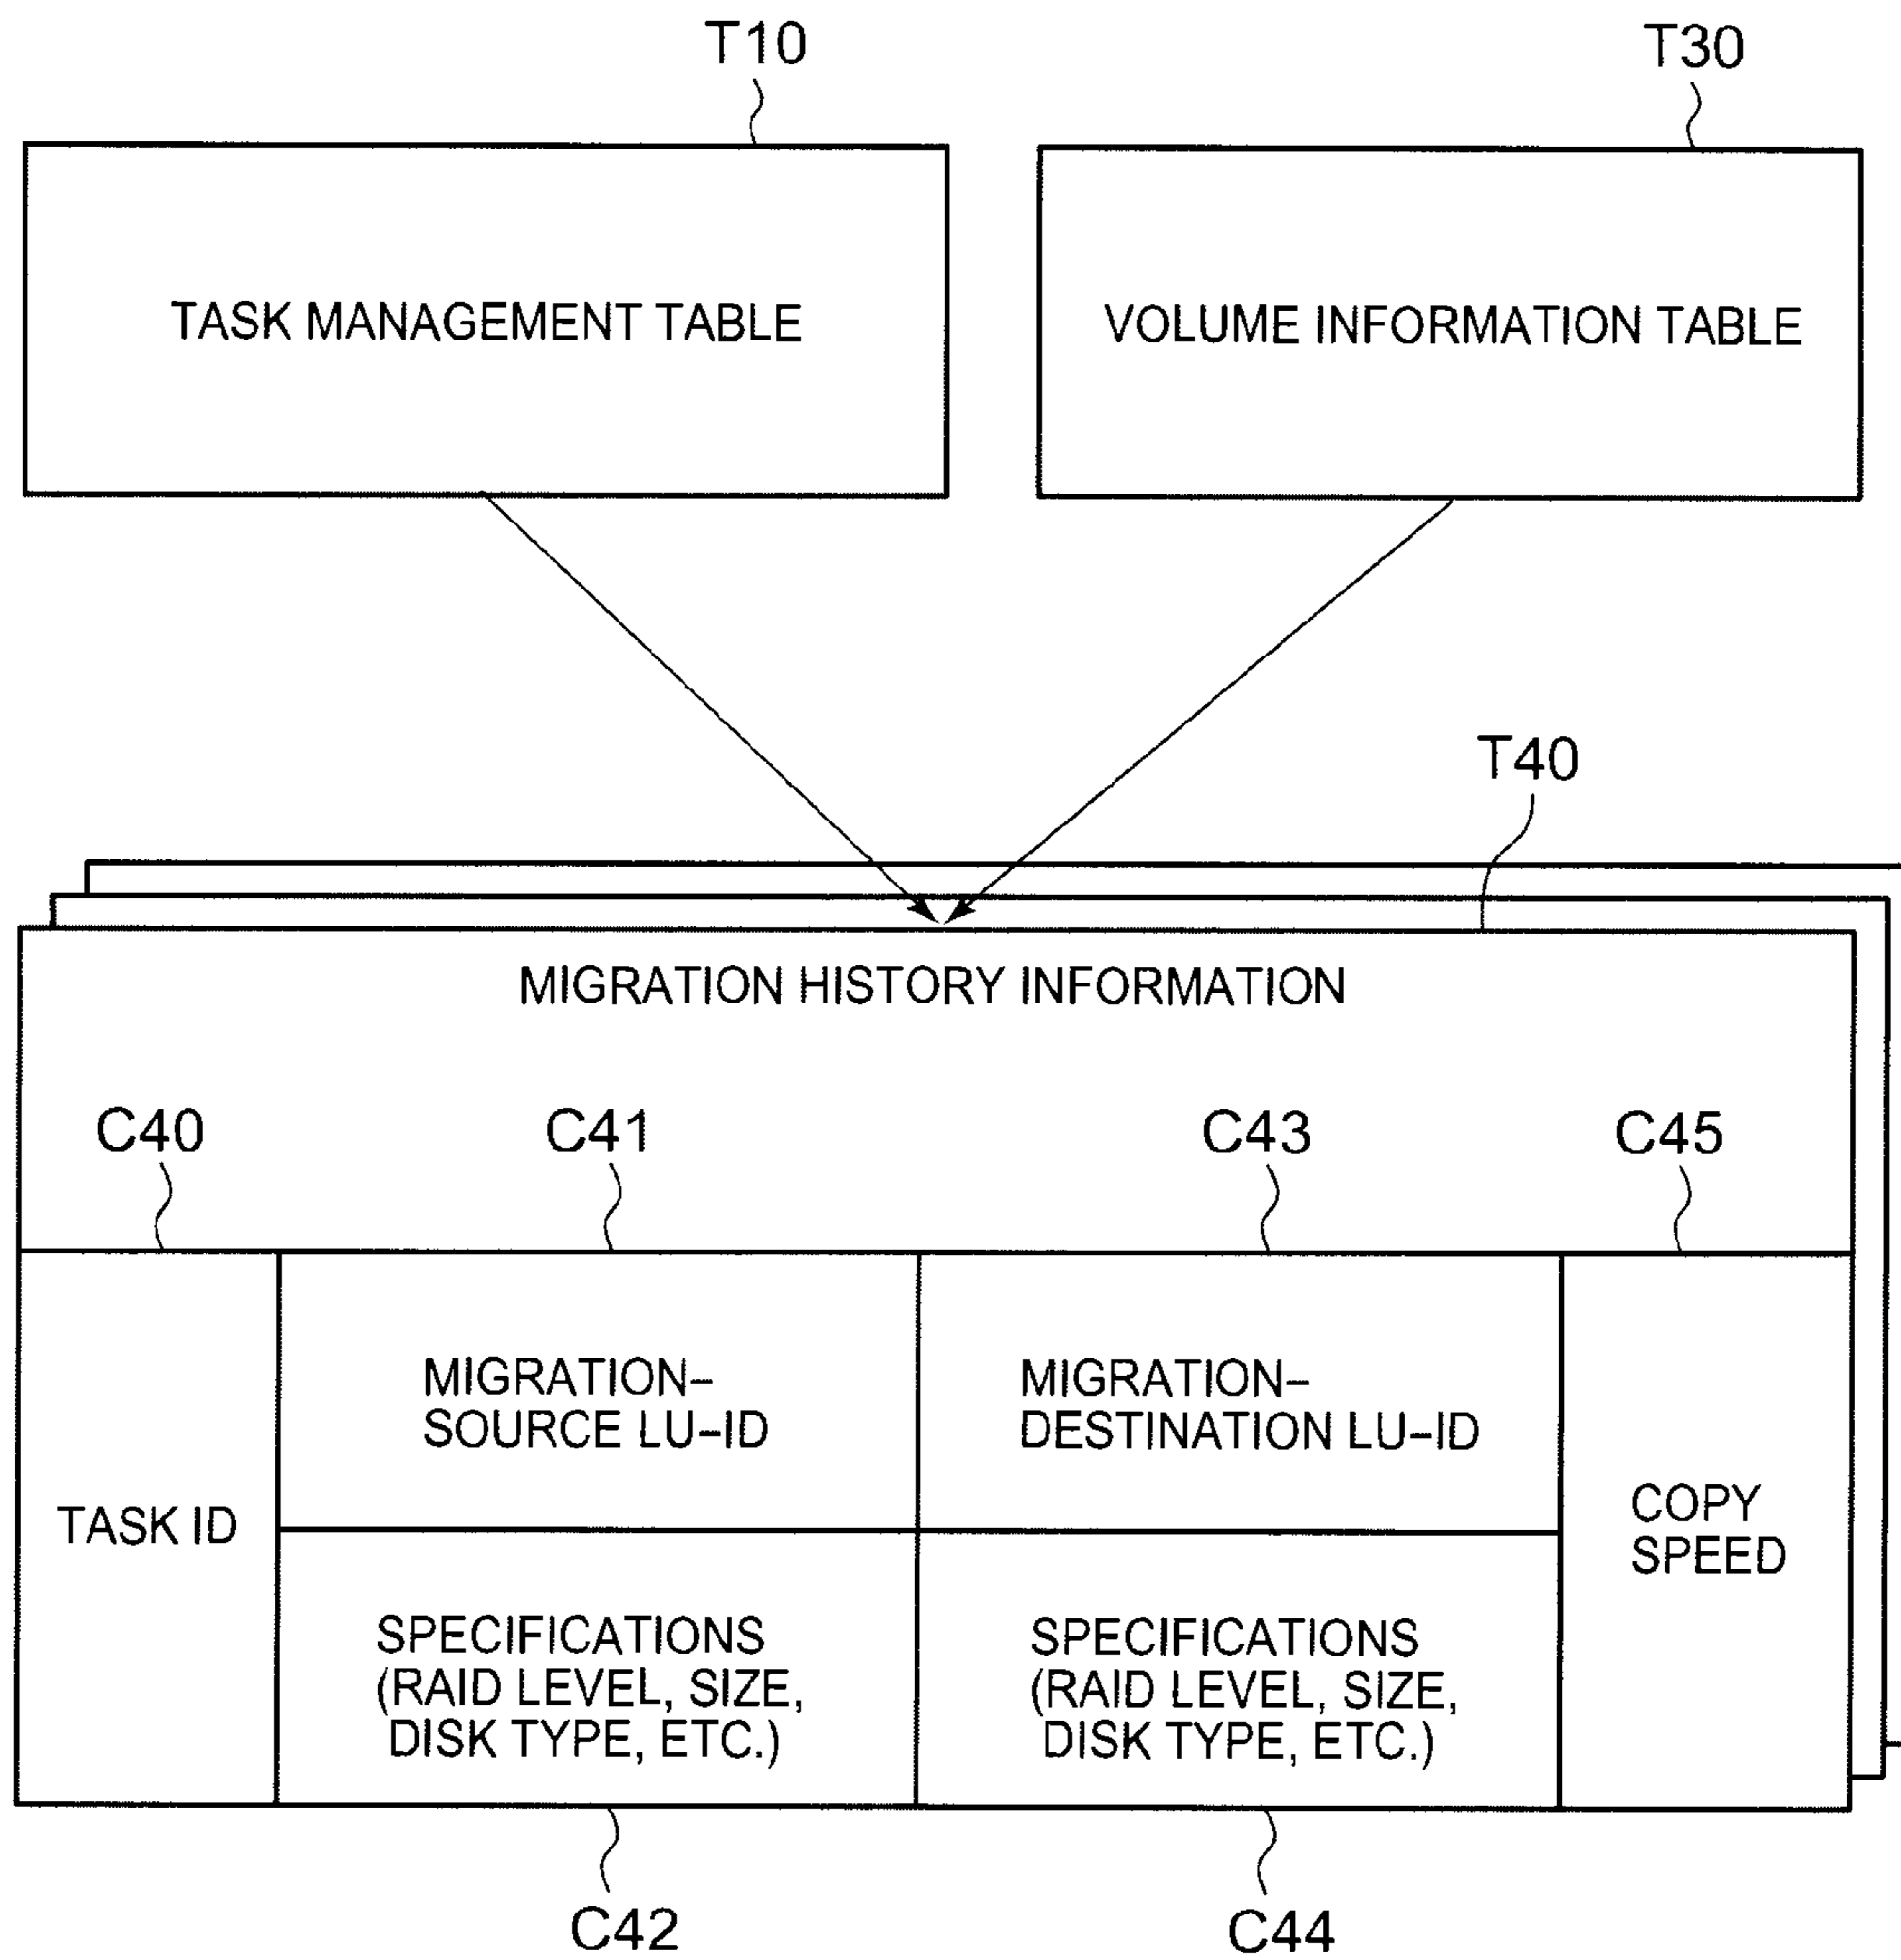 T10
T30
TASK MANAGEMENT TABLE
VOLUME INFORMATION TABLE
T40
MIGRATION HISTORY INFORMATION
C40
C41
C43
C45
TASK ID
MIGRATION–
SOURCE LU–ID
MIGRATION–
DESTINATION LU–ID
COPY
SPEED
SPECIFICATIONS
(RAID LEVEL, SIZE,
DISK TYPE, ETC.)
SPECIFICATIONS
(RAID LEVEL, SIZE,
DISK TYPE, ETC.)
C42
C44